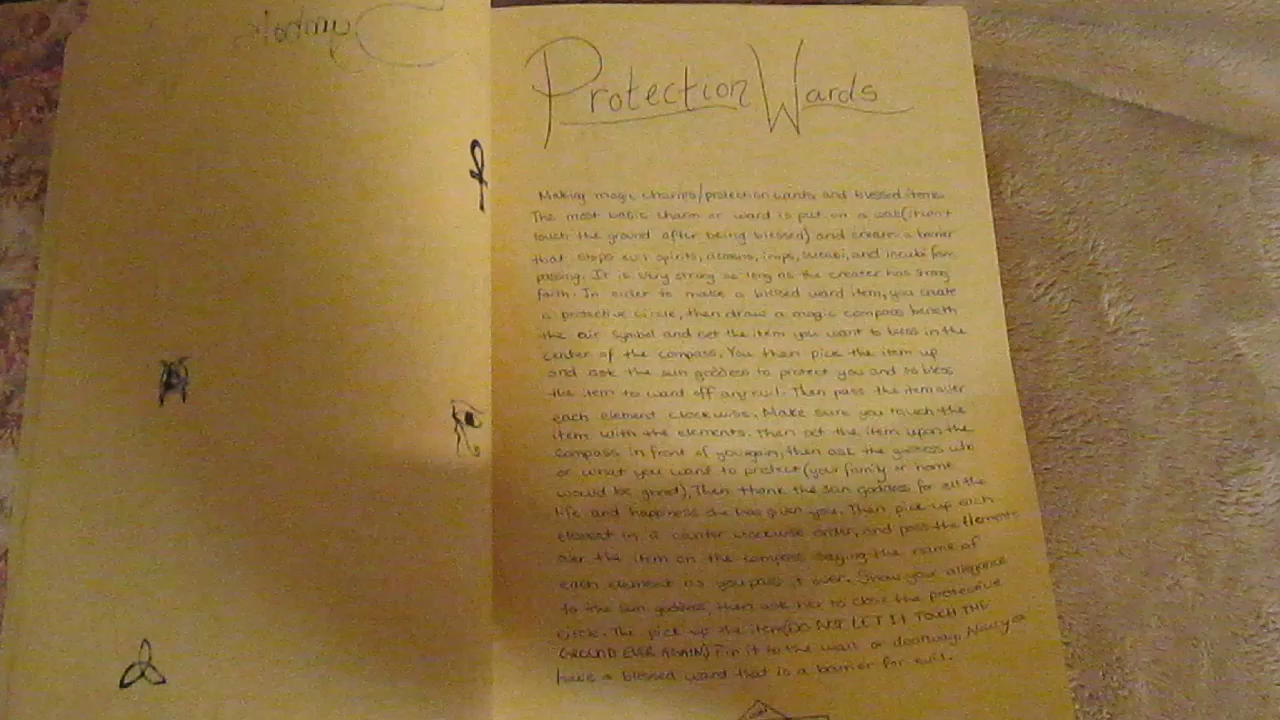 Symbols
Protection Wards
Making magic charms/protection wards and blessed items.
The most basic charm or ward is put on a wall(it can't
touch the ground after being blessed) and creates a barrier
that stops evil spirits, demons, imps, sucubi, and incubi from
passing. It is very strong as long as the creater has strong
faith. In order to make a blessed ward item, you create
a protective circle, then draw a magic compass beneth
the air symbol and set the item you want to bless in the
center of the compass. You then pick the item up
and ask the sun goddess to protect you and to bless
the item to ward off any evil. Then pass the item over
each element clockwise. Make sure you touch the
item with the elements. Then set the item upon the
compass in front of you again, then ask the goddess who
or what you want to protect (your family or home
would be good). Then thank the sun goddess for all the
life and happiness she has given you. Then pick up each
element in a counter clockwise order, and pass the elements
over the item on the compass saying the name of
each element as you pass it over. Show your allegiance
to the sun goddess, then ask her to close the protective
circle. The pick up the item(DO NOT LET IT TOUCH THE
GROUND EVER AGAIN) Pin it to the wall or doorway. Now you
have a blessed ward that is a barrier for evil.